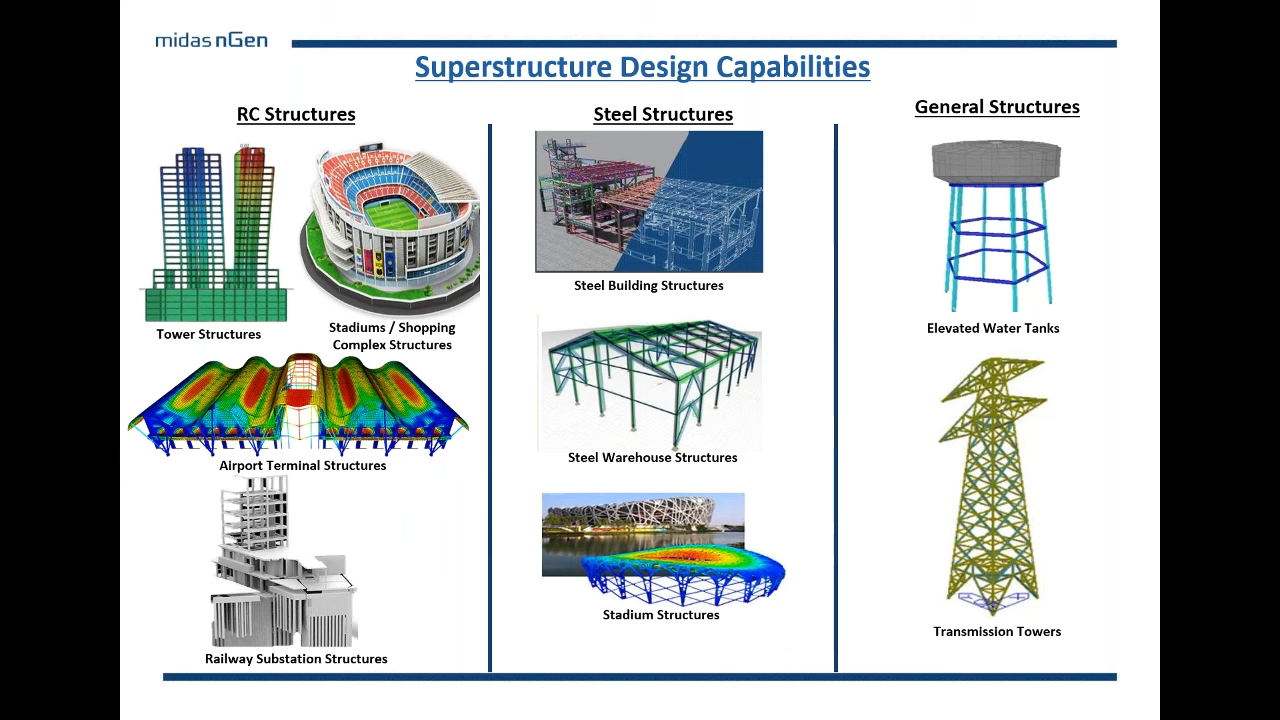 midas nGen
Superstructure Design Capabilities
RC Structures
Tower Structures
Stadiums / Shopping
Complex Structures
Airport Terminal Structures
Railway Substation Structures
Steel Structures
Steel Building Structures
Steel Warehouse Structures
Stadium Structures
General Structures
Elevated Water Tanks
Transmission Towers